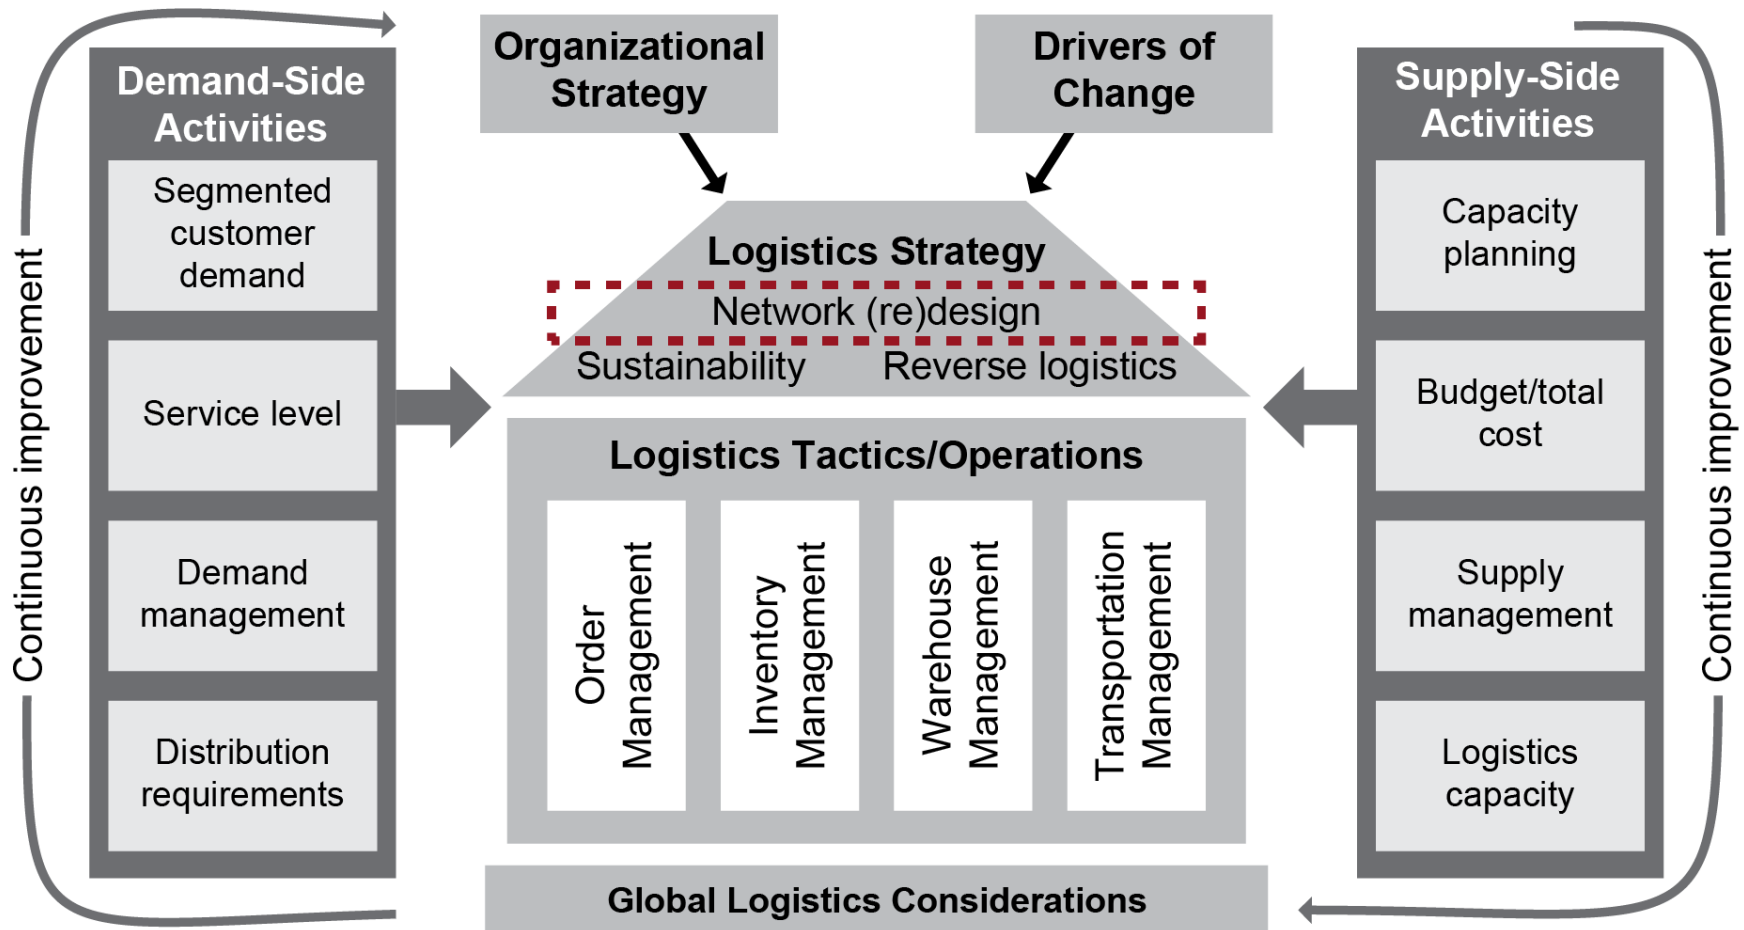 Organizational
Strategy
Drivers of
Change
Demand-Side
Activities
Segmented
customer
demand
Service level
Demand
management
Distribution
requirements
Continuous improvement
Logistics Strategy
Network (re)design
Sustainability
Reverse logistics
Logistics Tactics/Operations
Order
Management
Inventory
Management
Warehouse
Management
Transportation
Management
Global Logistics Considerations
Supply-Side
Activities
Capacity
planning
Budget/total
cost
Supply
management
Logistics
capacity
Continuous improvement